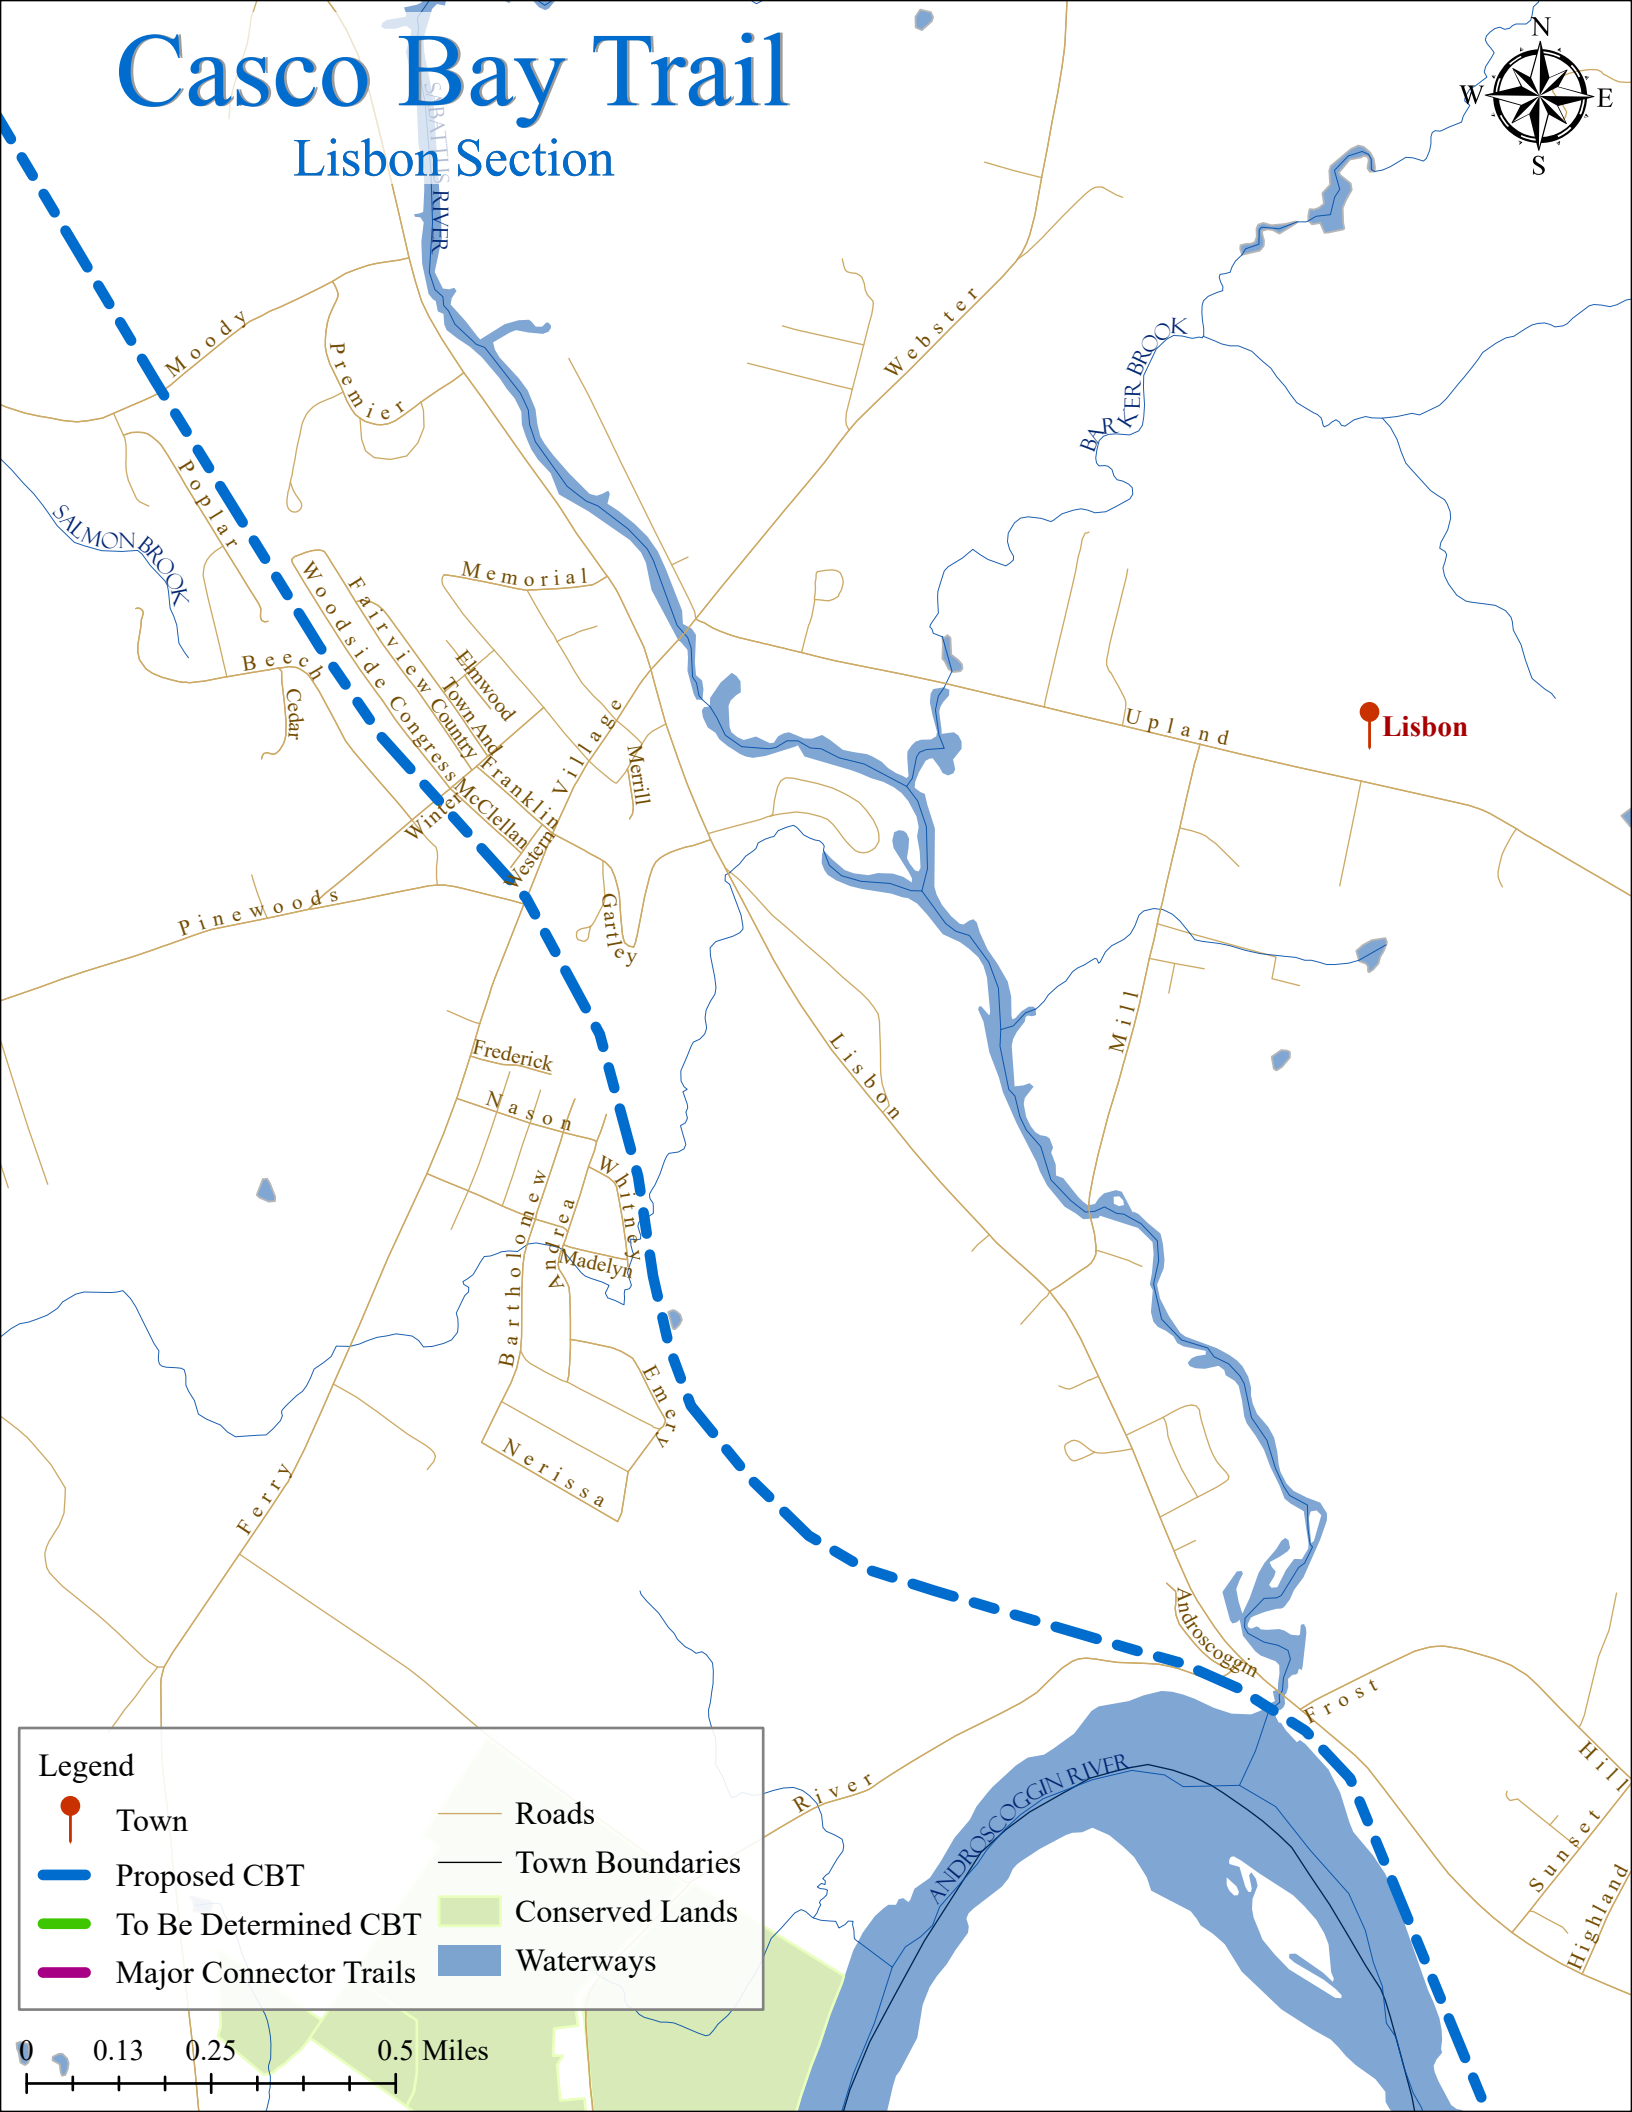 Casco Bay Trail
Lisbon Section
N
W
E
S
SABATTUS RIVER
Moody
Premier
Webster
BARKER BROOK
Poplar
SALMON BROOK
Memorial
Woodside
Fairview
Beech
Cedar
Elmwood
Town And
Country
Congress
Village
Merrill
Franklin
McClellan
Winter
Western
Upland
Lisbon
Pinewoods
Gartley
Mill
Lisbon
Frederick
Nason
Whitney
Bartholomew
Andrea
Madelyn
Emery
Nerissa
Ferry
Androscoggin
Frost
River
ANDROSCOGGIN RIVER
Hill
Sunset
Highland
Legend
Town
Proposed CBT
To Be Determined CBT
Major Connector Trails
Roads
Town Boundaries
Conserved Lands
Waterways
0 0.13 0.25 0.5 Miles